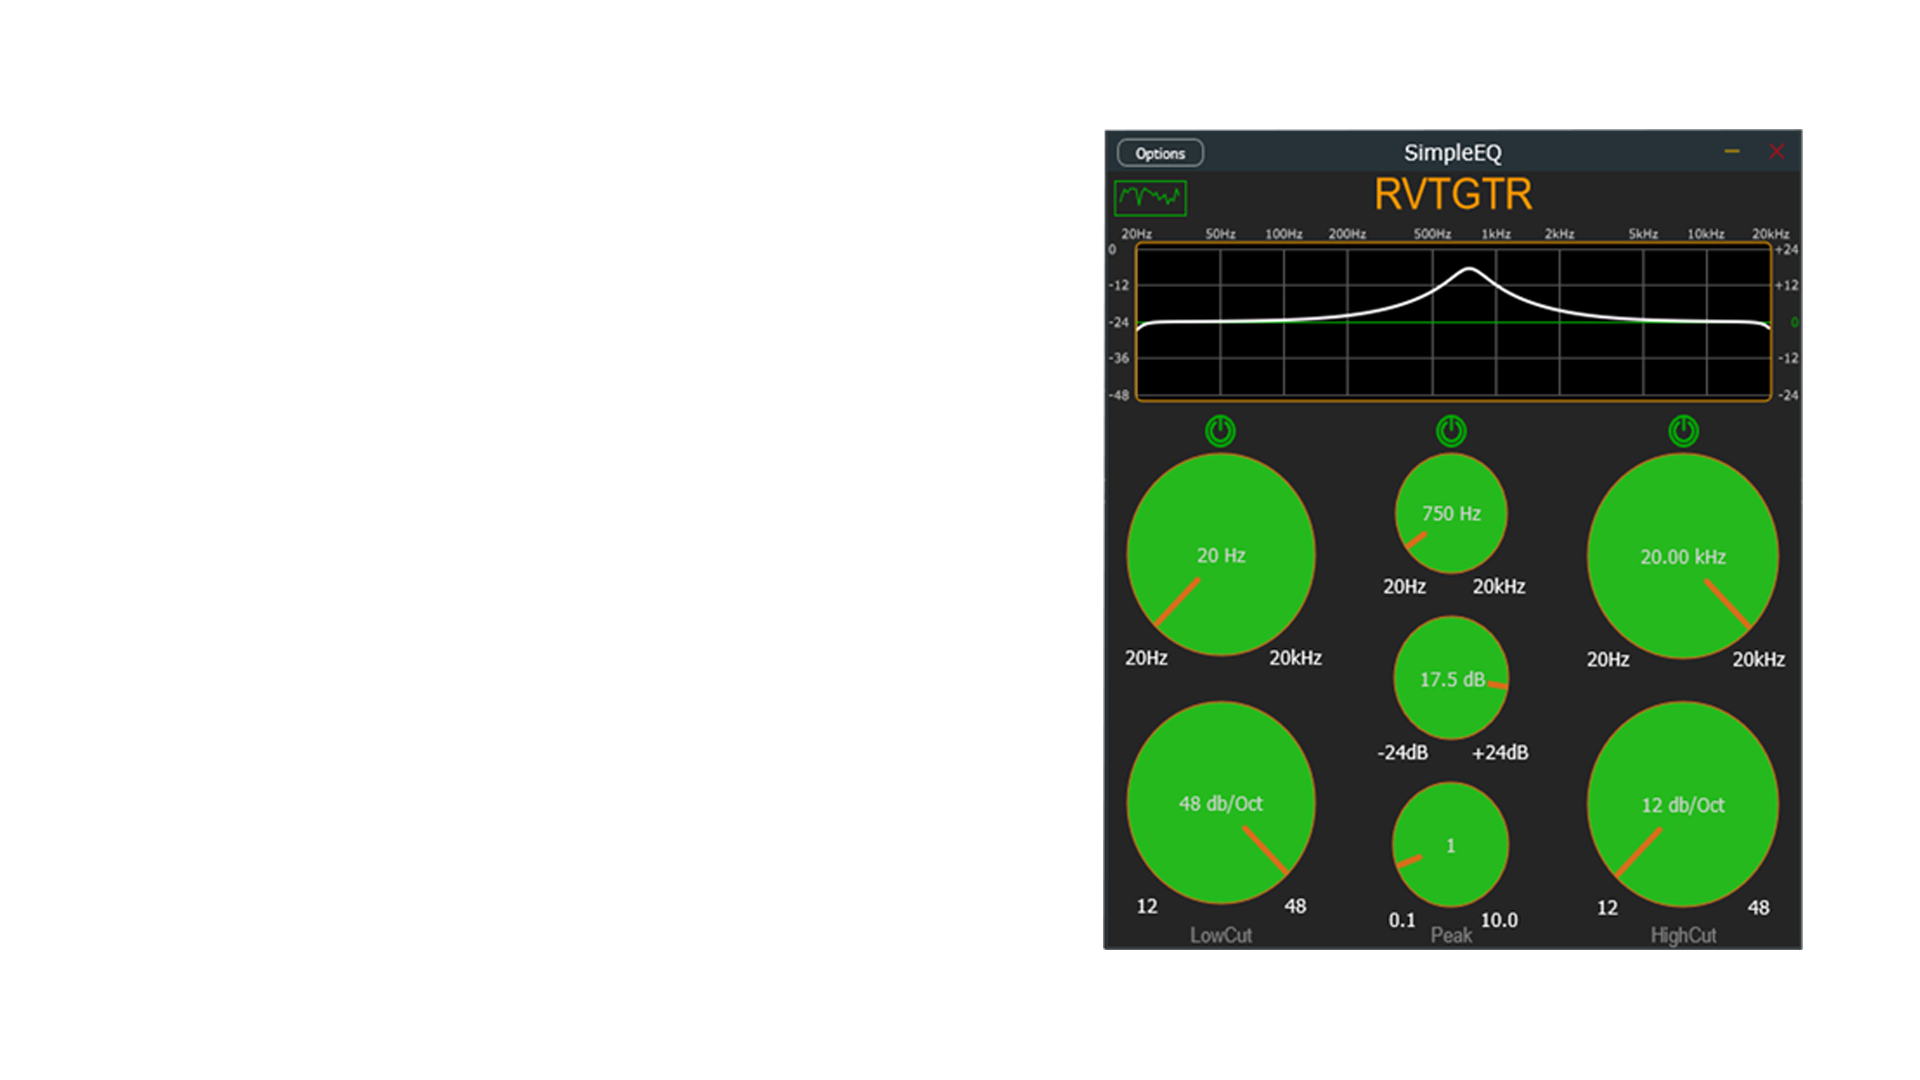 Options SimpleEQ
RVTGTR
20Hz 50Hz 100Hz 200Hz 500Hz 1kHz 2kHz 5kHz 10kHz 20kHz
0 +24
-12 +12
-24 0
-36 -12
-48 -24
20 Hz
750 Hz
20.00 kHz
20Hz 20kHz
20Hz 20kHz
20Hz 20kHz
17.5 dB
-24dB +24dB
48 db/Oct
1
12 db/Oct
12 48
0.1 10.0
12 48
LowCut Peak HighCut